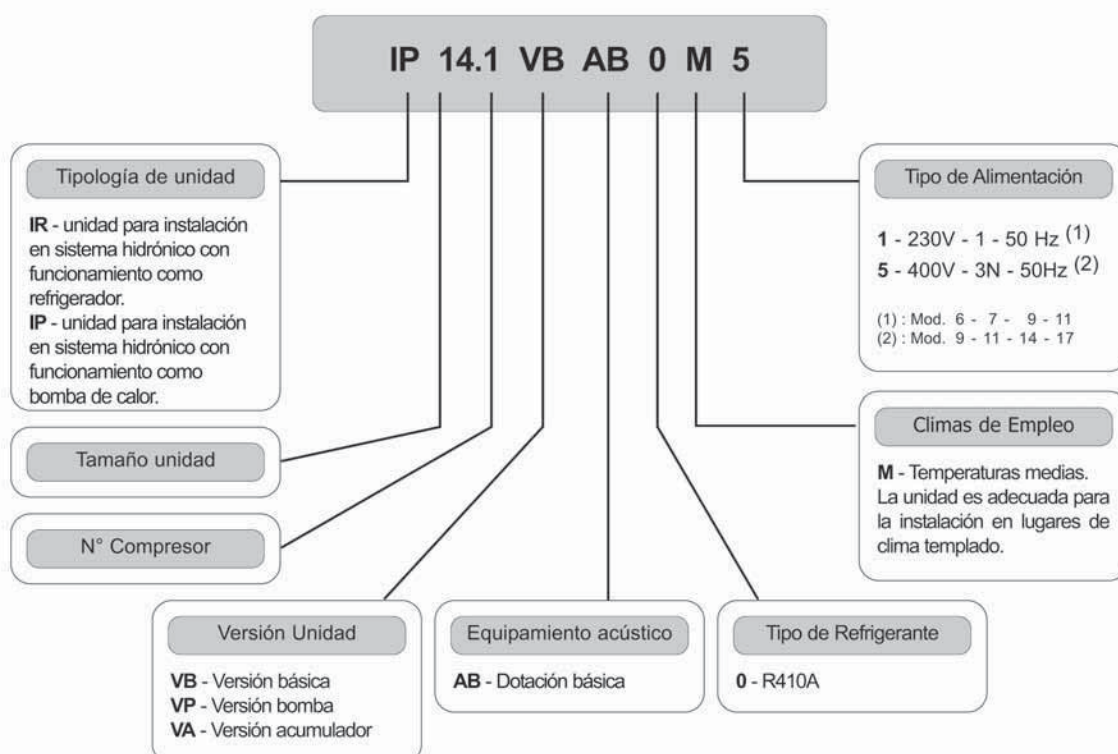 IP 14.1 VB AB 0 M 5
Tipología de unidad
IR - unidad para instalación
en sistema hidrónico con
funcionamiento como
refrigerador.
IP - unidad para instalación
en sistema hidrónico con
funcionamiento como
bomba de calor.
Tamaño unidad
N° Compresor
Versión Unidad
VB - Versión básica
VP - Versión bomba
VA - Versión acumulador
Equipamiento acústico
AB - Dotación básica
Tipo de Refrigerante
0 - R410A
Climas de Empleo
M - Temperaturas medias.
La unidad es adecuada para
la instalación en lugares de
clima templado.
Tipo de Alimentación
1 - 230V - 1 - 50 Hz (1)
5 - 400V - 3N - 50Hz (2)
(1) : Mod. 6 - 7 - 9 - 11
(2) : Mod. 9 - 11 - 14 - 17